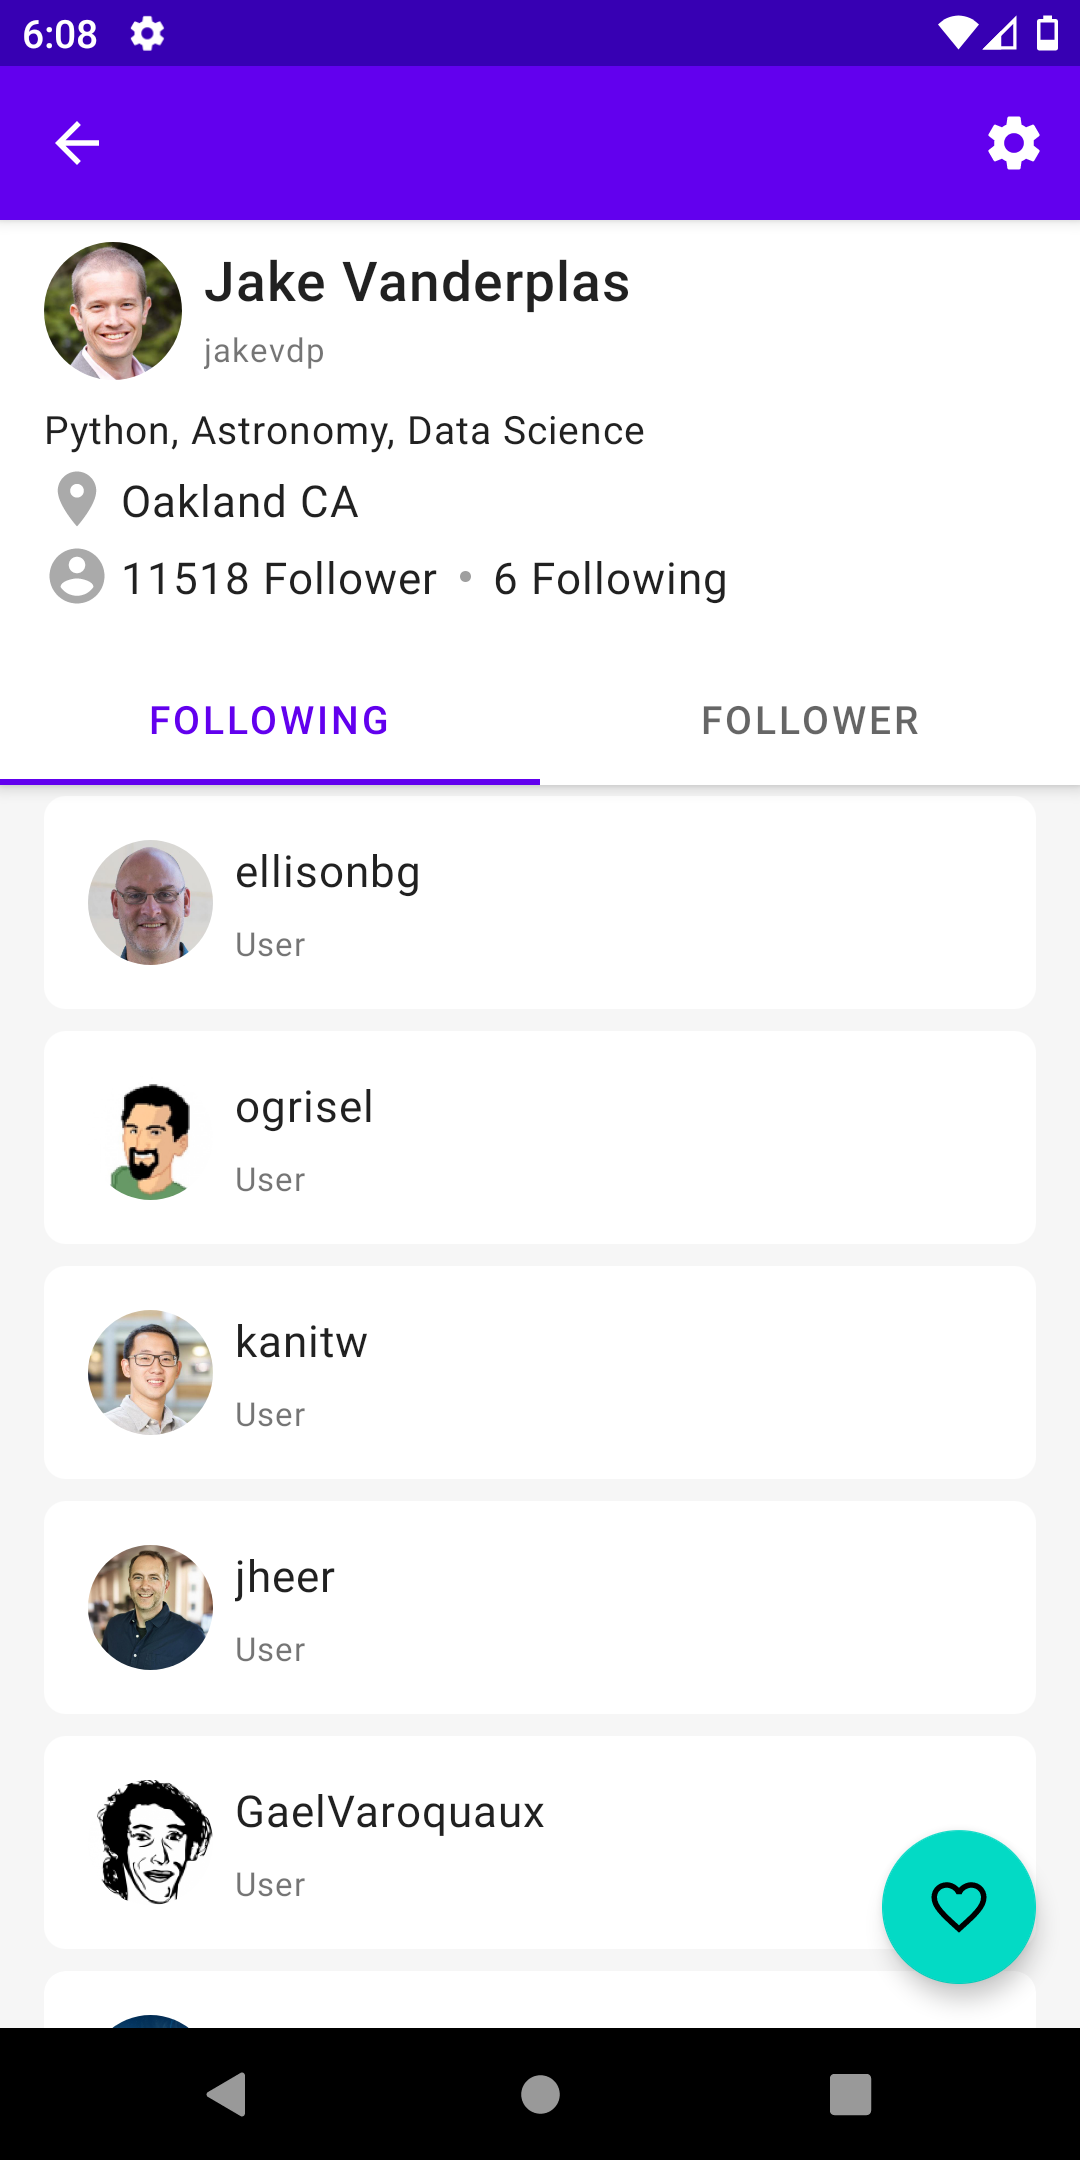 6:08
Jake Vanderplas
jakevdp
Python, Astronomy, Data Science
Oakland CA
11518 Follower • 6 Following
FOLLOWING FOLLOWER
ellisonbg
User
ogrisel
User
kanitw
User
jheer
User
GaelVaroquaux
User